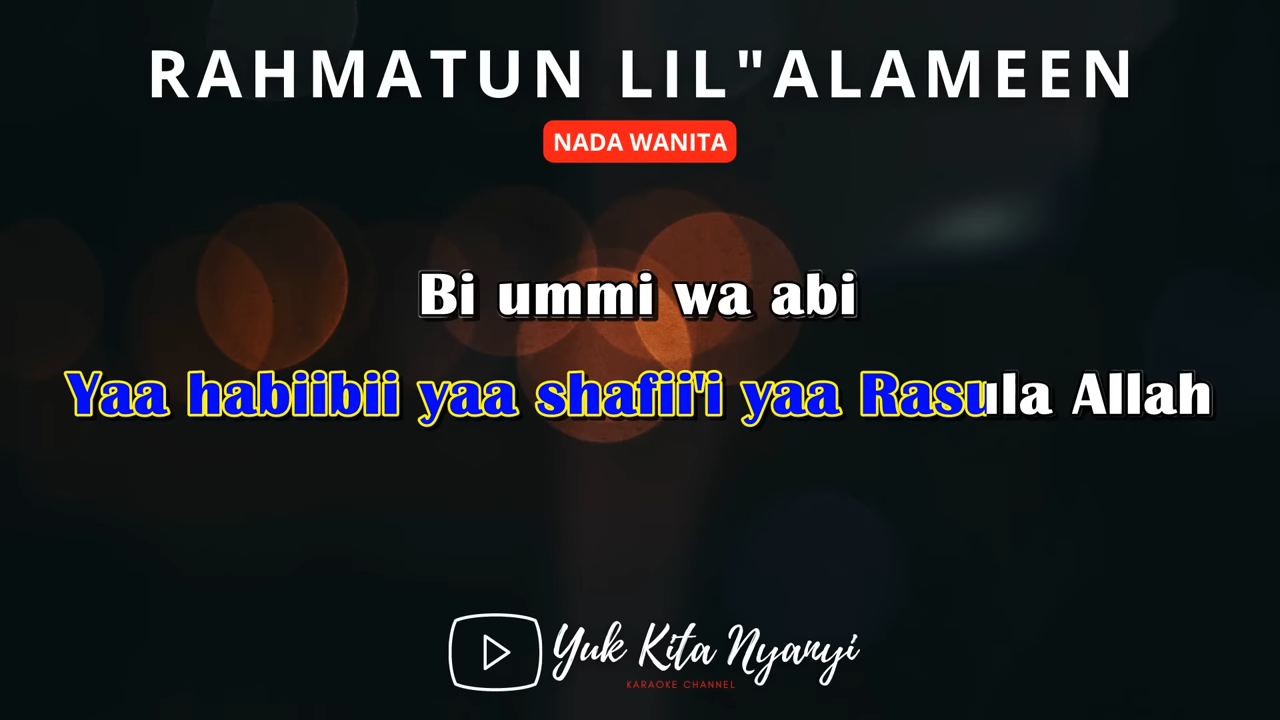 RAHMATUN LIL"ALAMEEN
NADA WANITA
Bi ummi wa abi
Yaa habiibii yaa shafii'i yaa Rasula Allah
Yuk Kita Nyanyi
KARAOKE CHANNEL